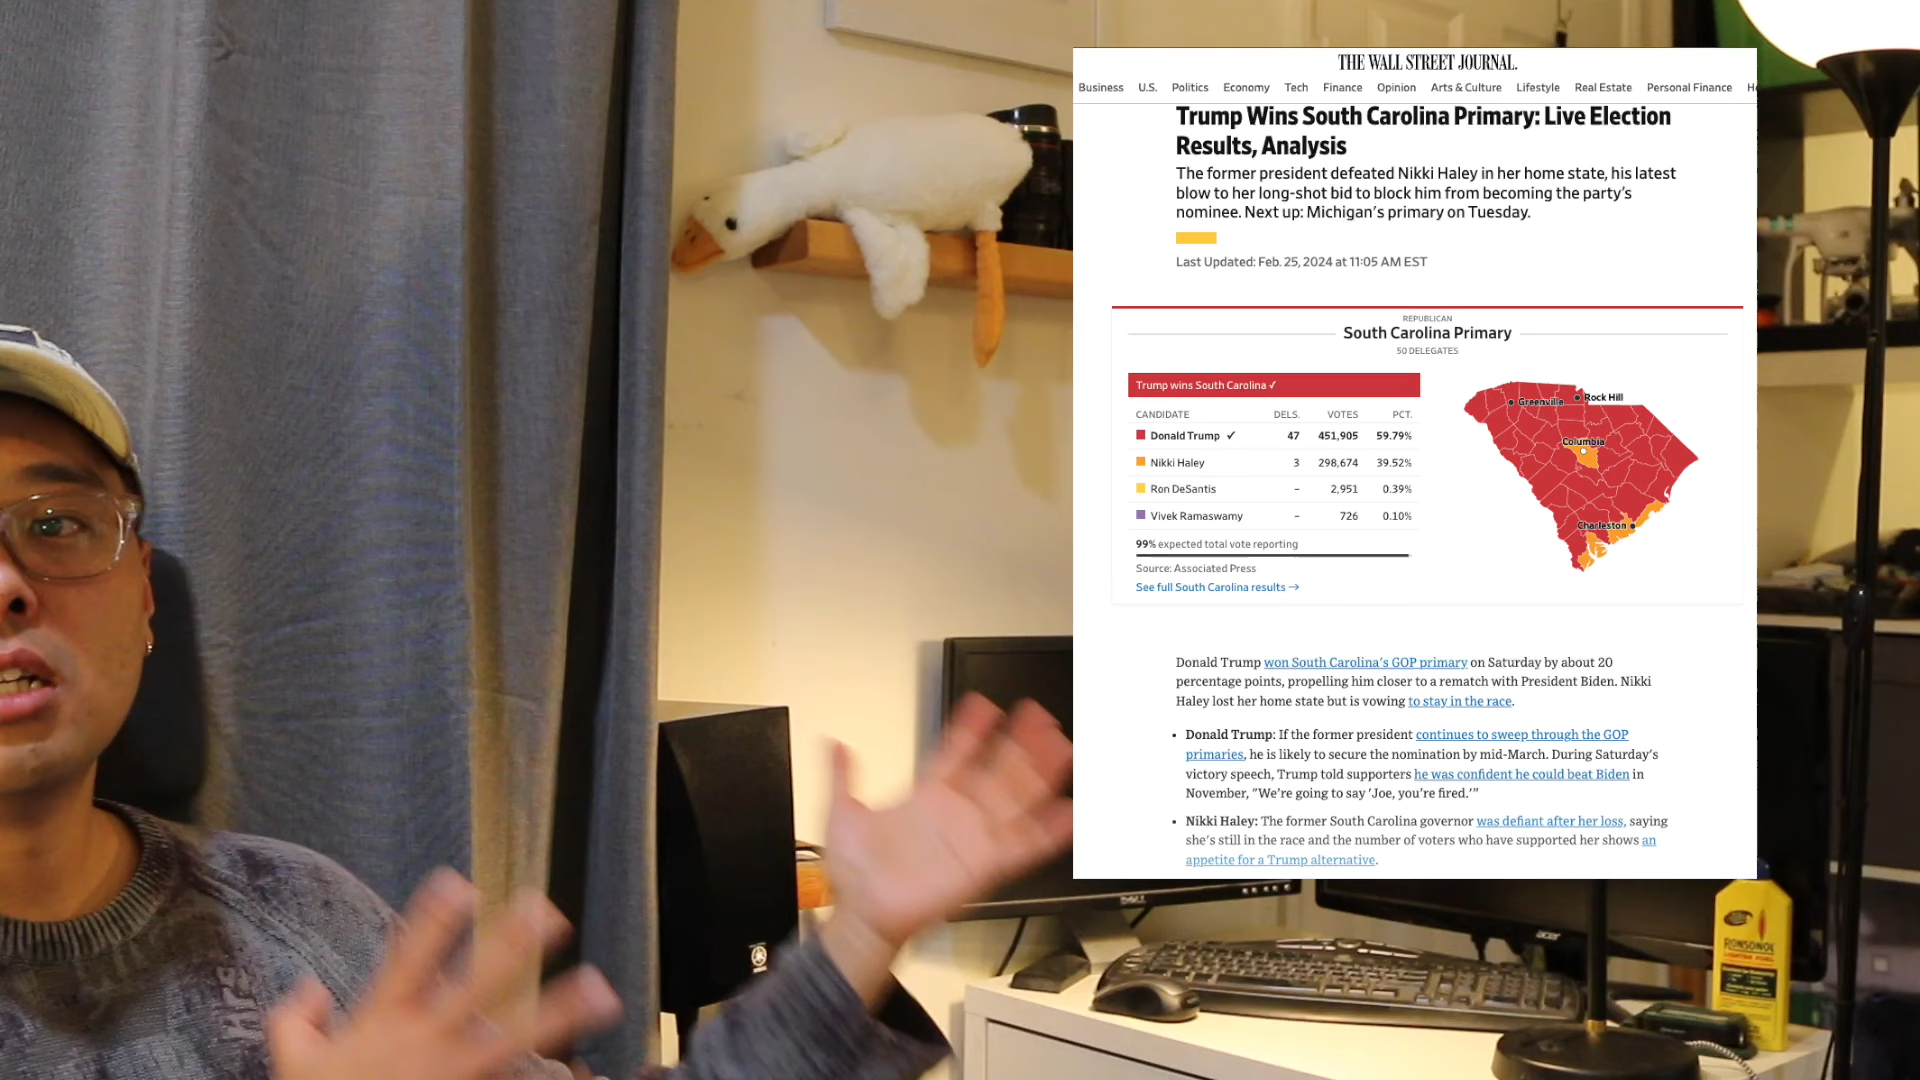 THE WALL STREET JOURNAL.
Business U.S. Politics Economy Tech Finance Opinion Arts & Culture Lifestyle Real Estate Personal Finance He
Trump Wins South Carolina Primary: Live Election
Results, Analysis
The former president defeated Nikki Haley in her home state, his latest
blow to her long-shot bid to block him from becoming the party's
nominee. Next up: Michigan's primary on Tuesday.
Last Updated: Feb. 25, 2024 at 11:05 AM EST
REPUBLICAN
South Carolina Primary
50 DELEGATES
Trump wins South Carolina ✓
CANDIDATE DELS. VOTES PCT.
Donald Trump ✓ 47 451,905 59.79%
Nikki Haley 3 298,674 39.52%
Ron DeSantis – 2,951 0.39%
Vivek Ramaswamy – 726 0.10%
99% expected total vote reporting
Source: Associated Press
See full South Carolina results →
Greenville
Rock Hill
Columbia
Charleston
Donald Trump won South Carolina's GOP primary on Saturday by about 20
percentage points, propelling him closer to a rematch with President Biden. Nikki
Haley lost her home state but is vowing to stay in the race.
• Donald Trump: If the former president continues to sweep through the GOP
primaries, he is likely to secure the nomination by mid-March. During Saturday's
victory speech, Trump told supporters he was confident he could beat Biden in
November, "We're going to say 'Joe, you're fired.'"
• Nikki Haley: The former South Carolina governor was defiant after her loss, saying
she's still in the race and the number of voters who have supported her shows an
appetite for a Trump alternative.
DELL
acer
RONSONOL
LIGHTER FUEL